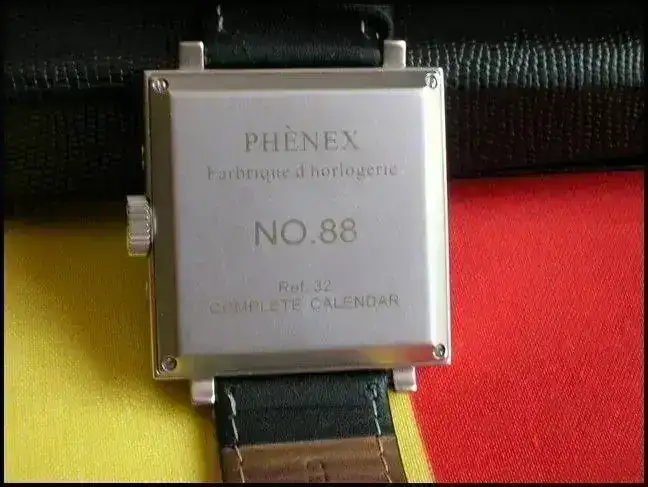 PHÈNEX
Farbrique d'horlogerie
NO.88
Ref. 32
COMPLETE CALENDAR